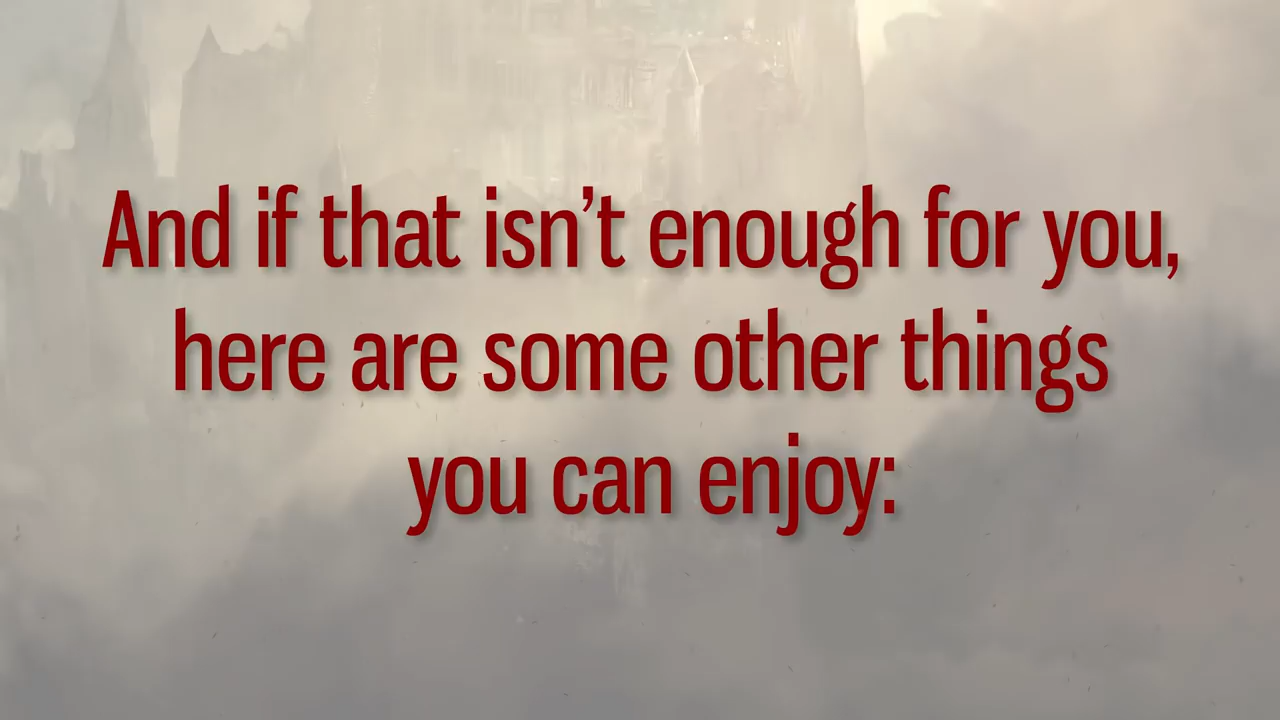 And if that isn’t enough for you,
here are some other things
you can enjoy: